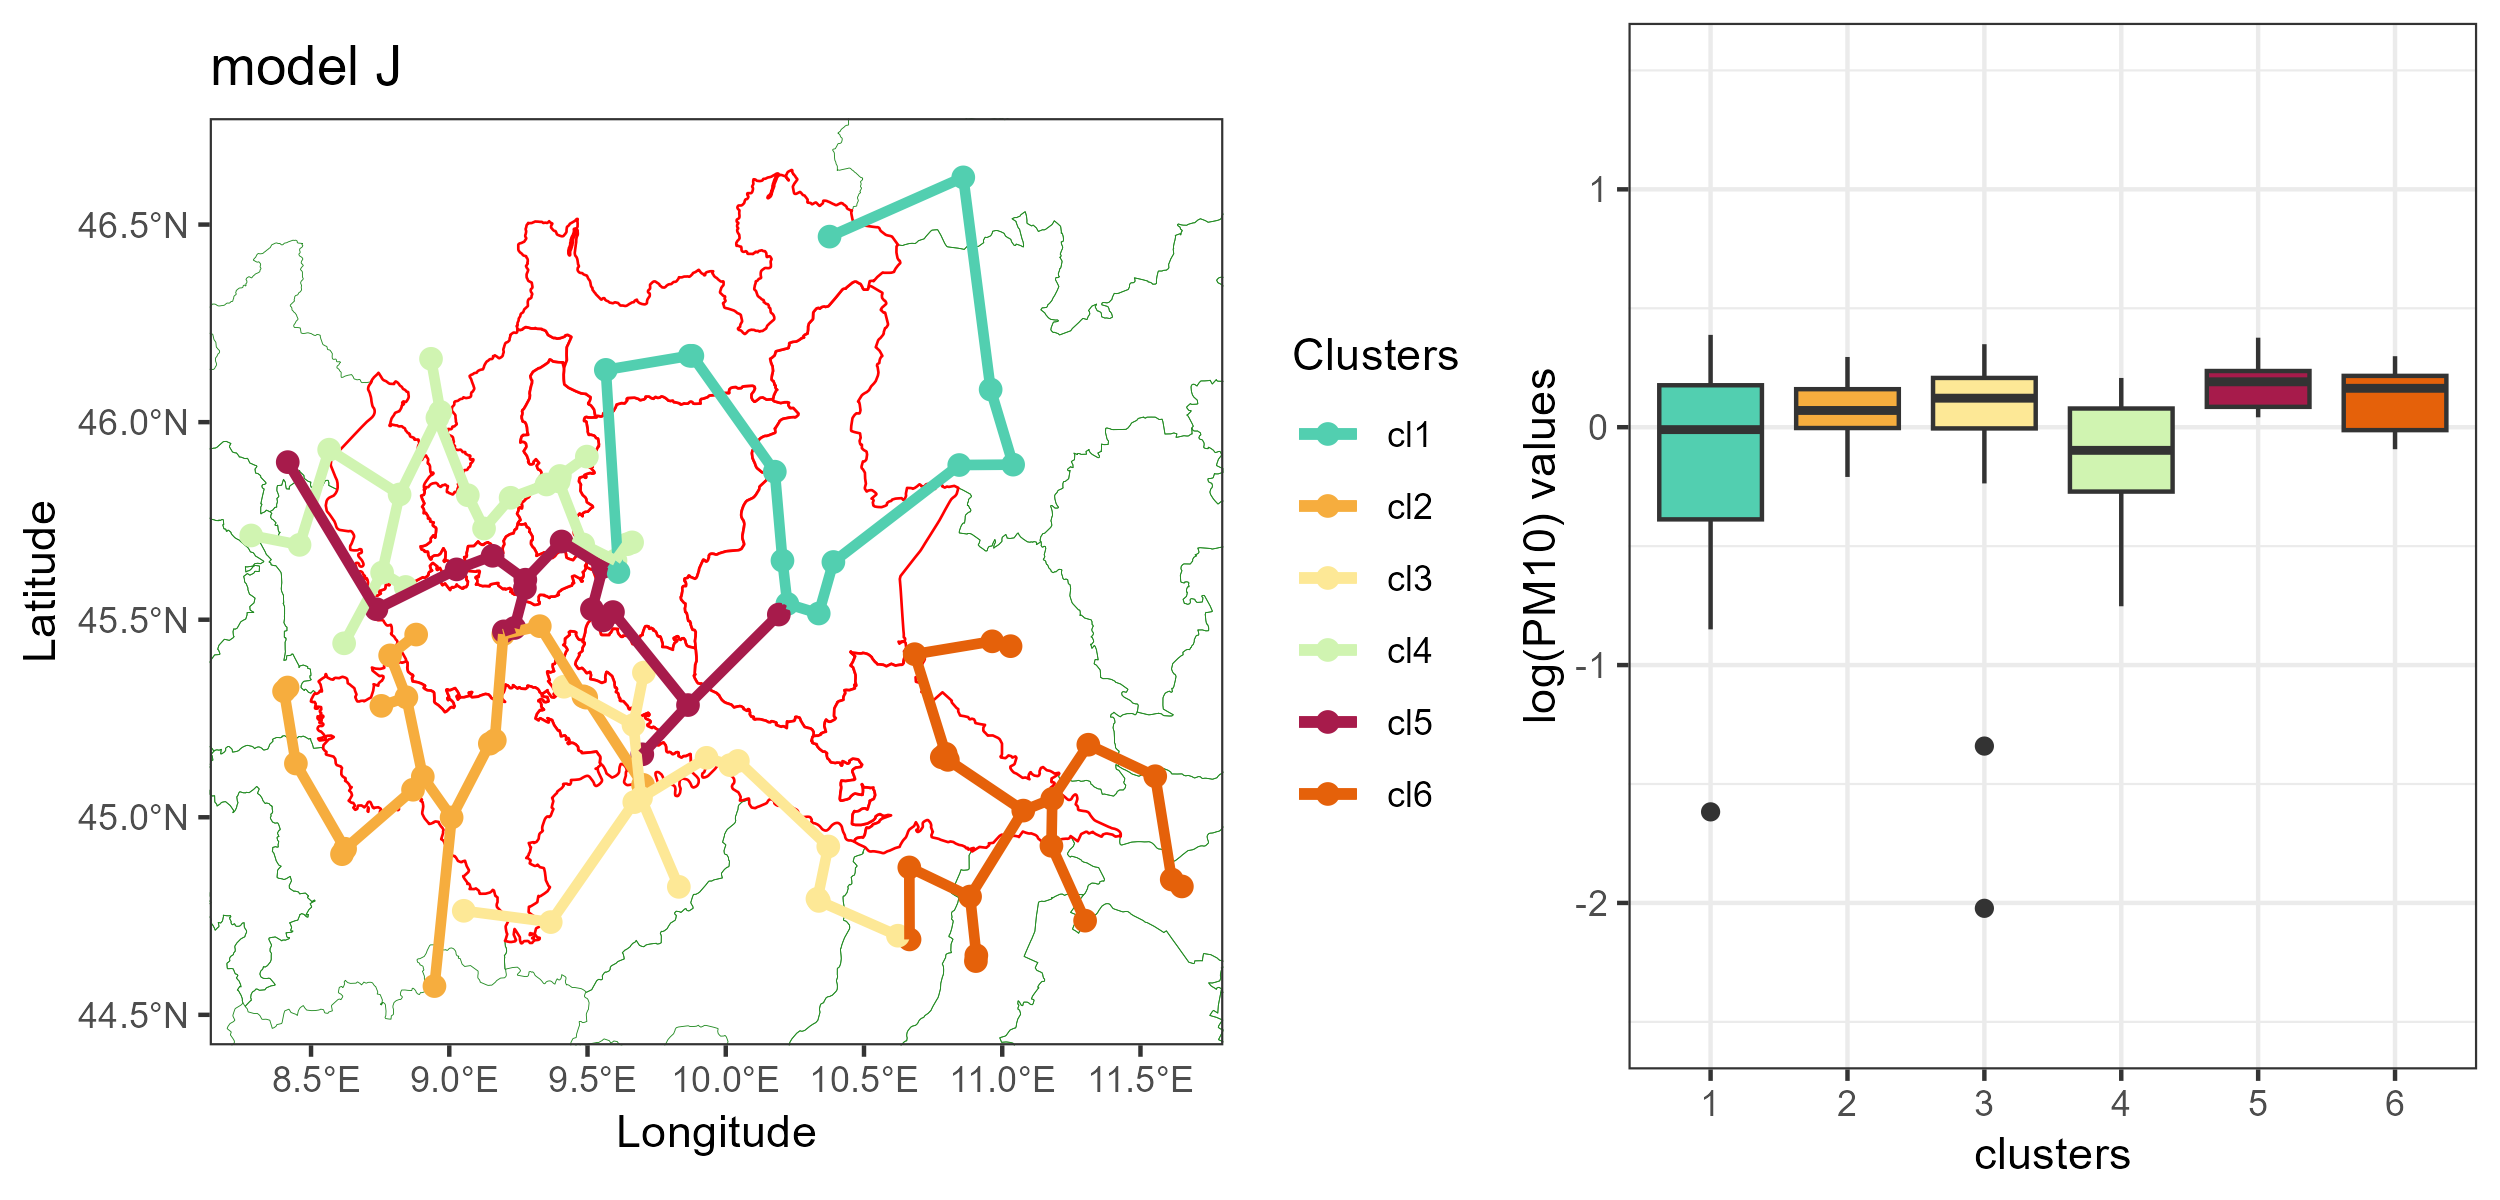 model J
46.5°N
46.0°N
45.5°N
45.0°N
44.5°N
Latitude
8.5°E 9.0°E 9.5°E 10.0°E 10.5°E 11.0°E 11.5°E
Longitude
Clusters
cl1
cl2
cl3
cl4
cl5
cl6
log(PM10) values
1
0
-1
-2
1 2 3 4 5 6
clusters